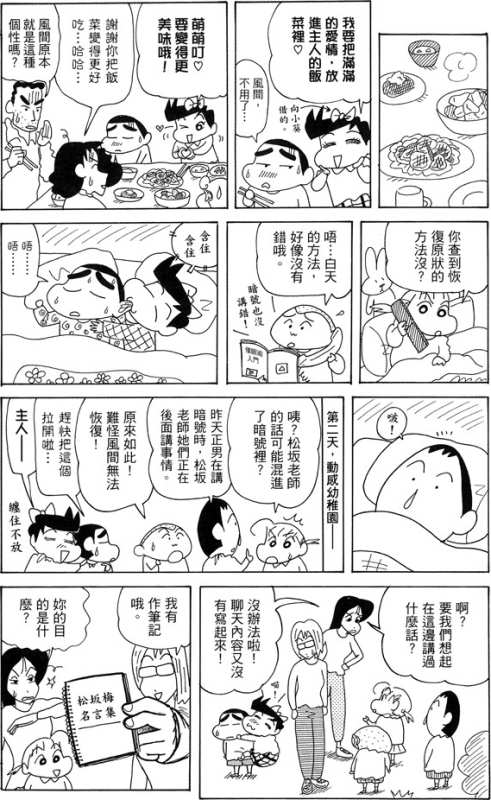 我要把滿滿
的愛情，放
進主人的飯
菜裡♡
向小葵
借的。
風間，
不用了…
萌萌叮♡
要變得更
美味哦！
謝謝你把飯
菜變得更好
吃…哈哈…
風間原本
就是這種
個性嗎？
你查到恢
復原狀的
方法沒？
唔…白天
的方法，
好像沒有
錯哦。
暗號也沒
講錯！
催眠術
入門
含住
含住
唔…
唔……
咳！
第二天，動感幼稚園——
咦？松坂老師
的話可能混進
了暗號裡？
昨天正男在講
暗號時，松坂
老師她們正在
後面講事情。
原來如此！
難怪風間無法
恢復！
趕快把這個
拉開啦…
主人——
纏住不放
啊？
要我們想起
在這邊講過
什麼話？
沒辦法啦！
聊天內容又沒
有寫起來！
我有
作筆記
哦。
松坂梅
名言集
妳的目
的是什
麼？